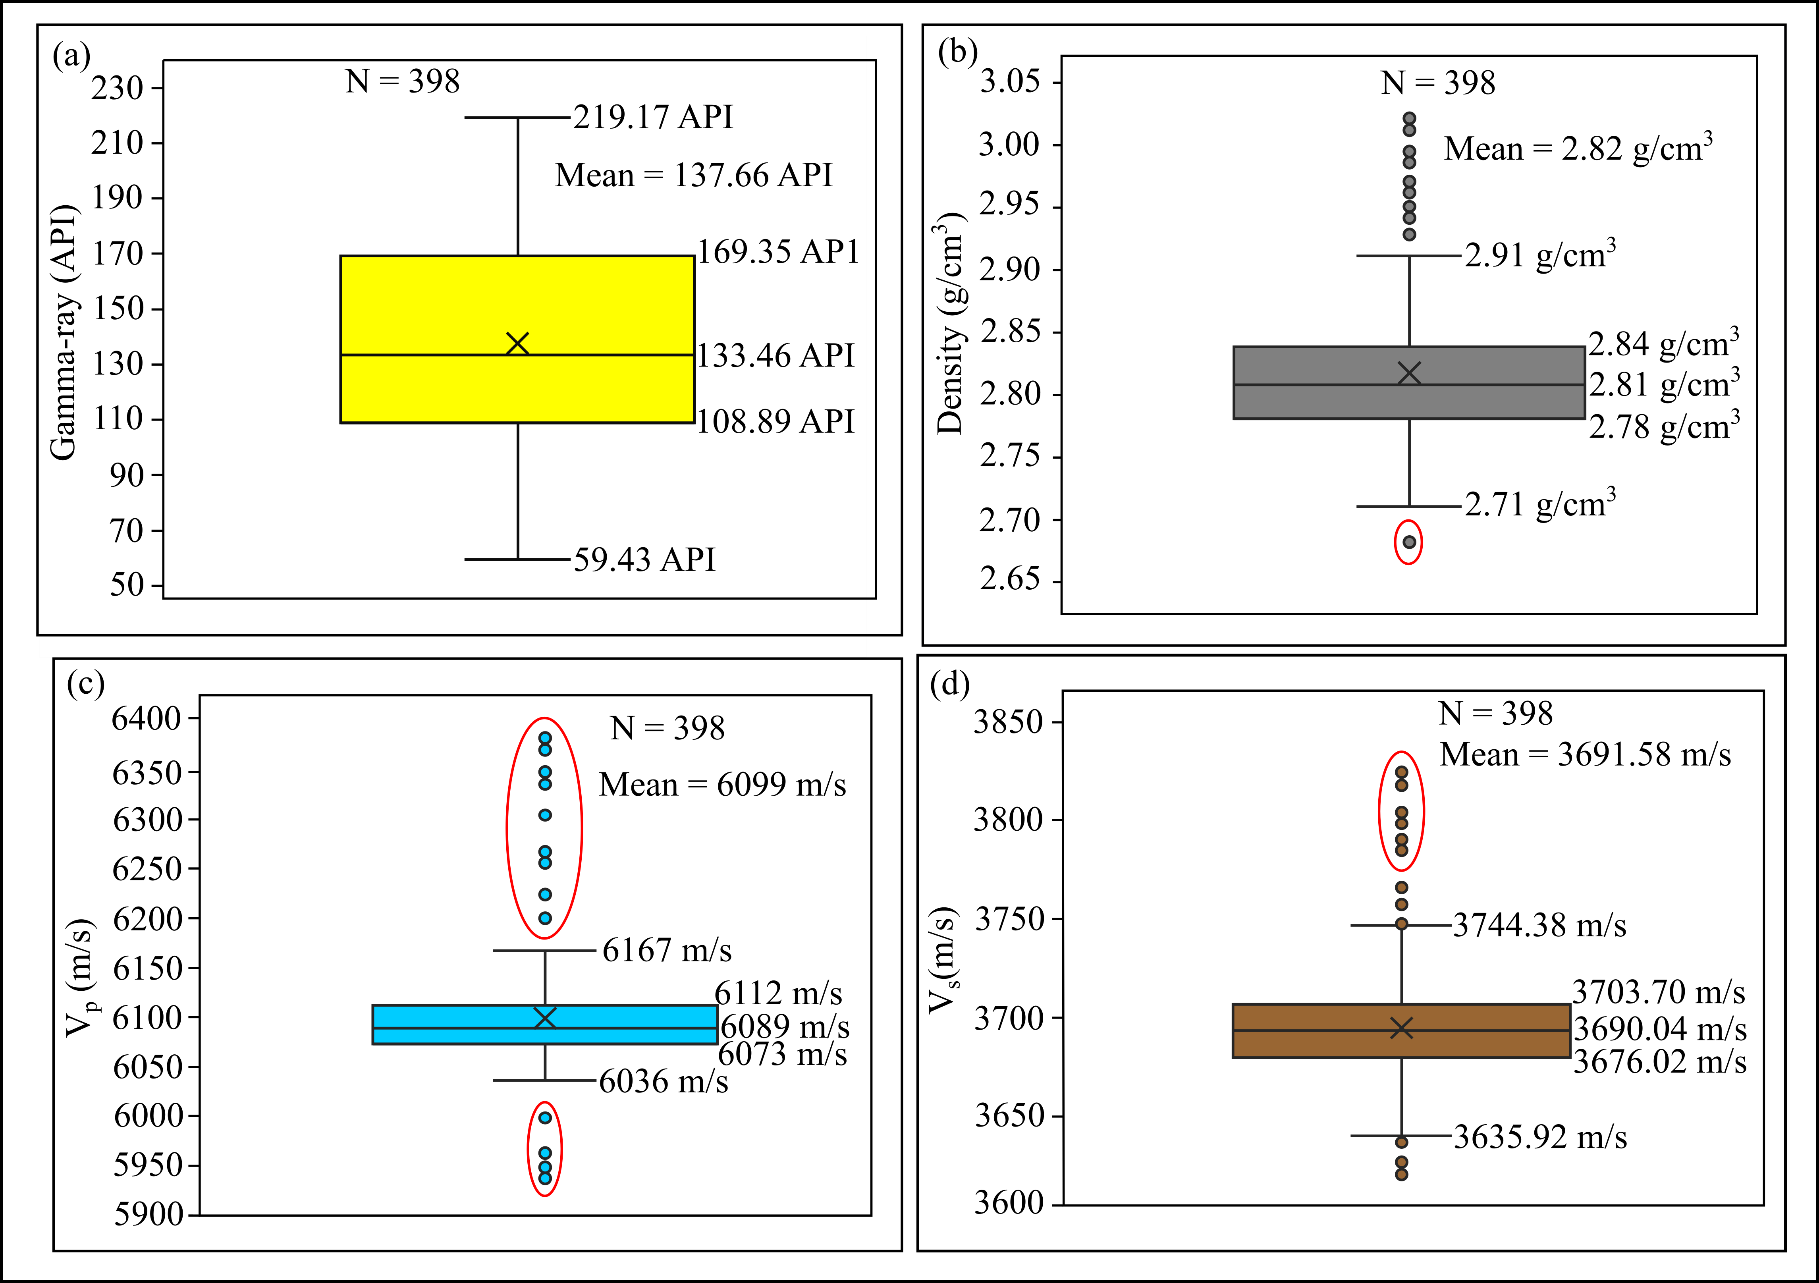 (a)
N = 398
230
219.17 API
210
Mean = 137.66 API
190
170
169.35 AP1
150
133.46 API
130
110
108.89 API
90
70
59.43 API
50
Gamma-ray (API)
(b)
3.05
N = 398
3.00
Mean = 2.82 g/cm³
2.95
2.90
2.91 g/cm³
2.85
2.84 g/cm³
2.81 g/cm³
2.80
2.78 g/cm³
2.75
2.71 g/cm³
2.70
2.65
Density (g/cm³)
(c)
6400
N = 398
6350
Mean = 6099 m/s
6300
6250
6200
6167 m/s
6150
6112 m/s
6100
6089 m/s
6073 m/s
6050
6036 m/s
6000
5950
5900
Vp (m/s)
(d)
N = 398
3850
Mean = 3691.58 m/s
3800
3750
3744.38 m/s
3703.70 m/s
3700
3690.04 m/s
3676.02 m/s
3650
3635.92 m/s
3600
Vs(m/s)